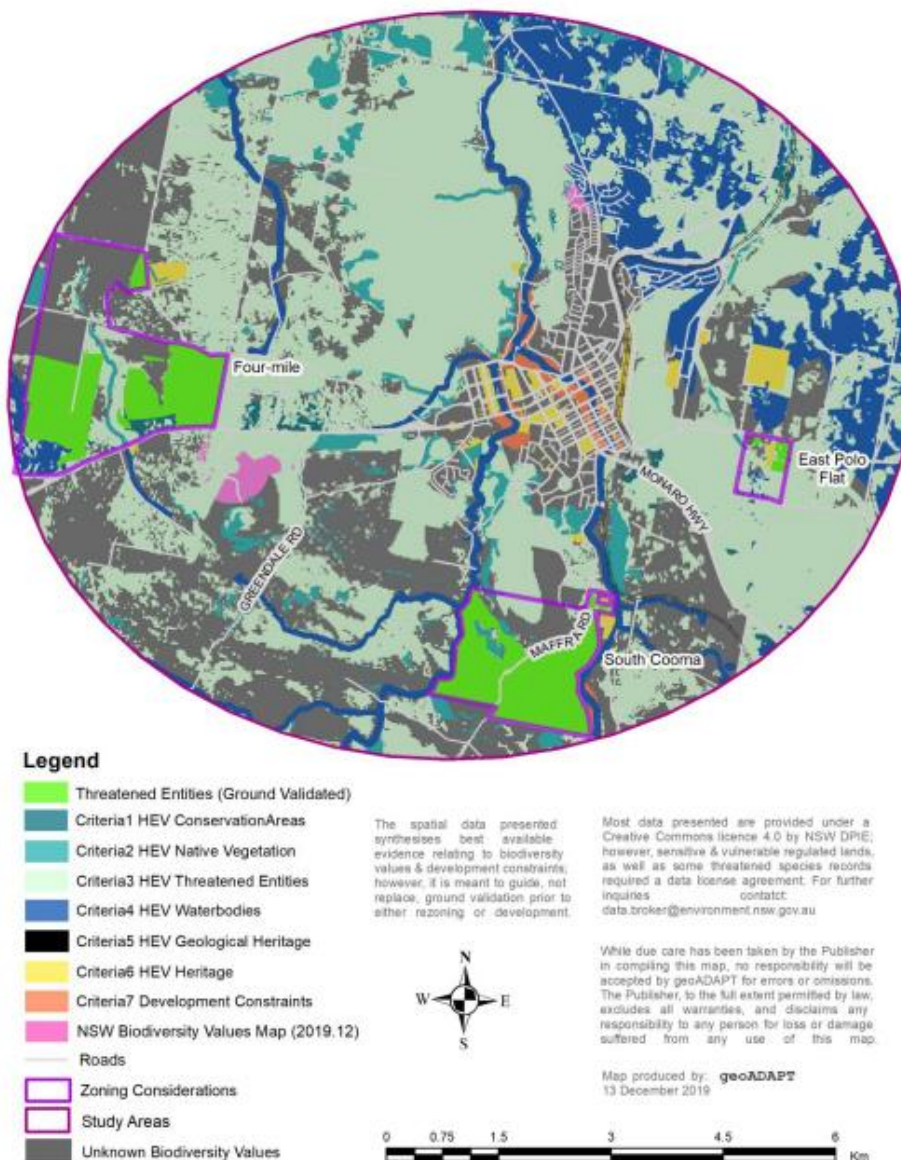 Four-mile
East Polo
Flat
MONARO HWY
GREENDALE RD
MAFFRA RD
South Cooma
Legend
Threatened Entities (Ground Validated)
Criteria1 HEV ConservationAreas
Criteria2 HEV Native Vegetation
Criteria3 HEV Threatened Entities
Criteria4 HEV Waterbodies
Criteria5 HEV Geological Heritage
Criteria6 HEV Heritage
Criteria7 Development Constraints
NSW Biodiversity Values Map (2019.12)
Roads
Zoning Considerations
Study Areas
Unknown Biodiversity Values
The spatial data presented
synthesises best available
evidence relating to biodiversity
values & development constraints;
however, it is meant to guide, not
replace, ground validation prior to
either rezoning or development.
Most data presented are provided under a
Creative Commons licence 4.0 by NSW DPIE;
however, sensitive & vulnerable regulated lands,
as well as some threatened species records
required a data license agreement. For further
inquiries contatct:
data.broker@environment.nsw.gov.au
N
W E
S
While due care has been taken by the Publisher
in compiling this map, no responsibility will be
accepted by geoADAPT for errors or omissions.
The Publisher, to the full extent permitted by law,
excludes all warranties, and disclaims any
responsibility to any person for loss or damage
suffered from any use of this map.
Map produced by: geoADAPT
13 December 2019
0 0.75 1.5 3 4.5 6
Km